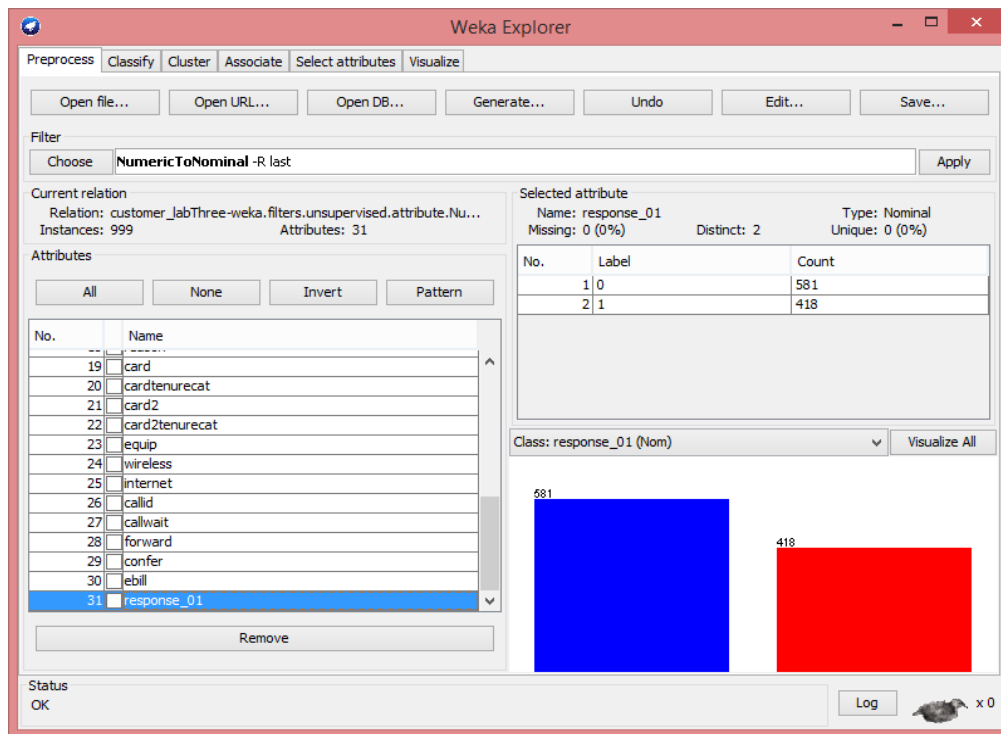 Weka Explorer
Preprocess Classify Cluster Associate Select attributes Visualize
Open file... Open URL... Open DB... Generate... Undo Edit... Save...
Filter
Choose NumericToNominal -R last Apply
Current relation
Relation: customer_labThree-weka.filters.unsupervised.attribute.Nu...
Instances: 999 Attributes: 31
Attributes
All None Invert Pattern
No. Name
19 card
20 cardtenurecat
21 card2
22 card2tenurecat
23 equip
24 wireless
25 internet
26 callid
27 callwait
28 forward
29 confer
30 ebill
31 response_01
Remove
Selected attribute
Name: response_01 Type: Nominal
Missing: 0 (0%) Distinct: 2 Unique: 0 (0%)
No. Label Count
1 0 581
2 1 418
Class: response_01 (Nom) Visualize All
581
418
Status
OK
Log x 0